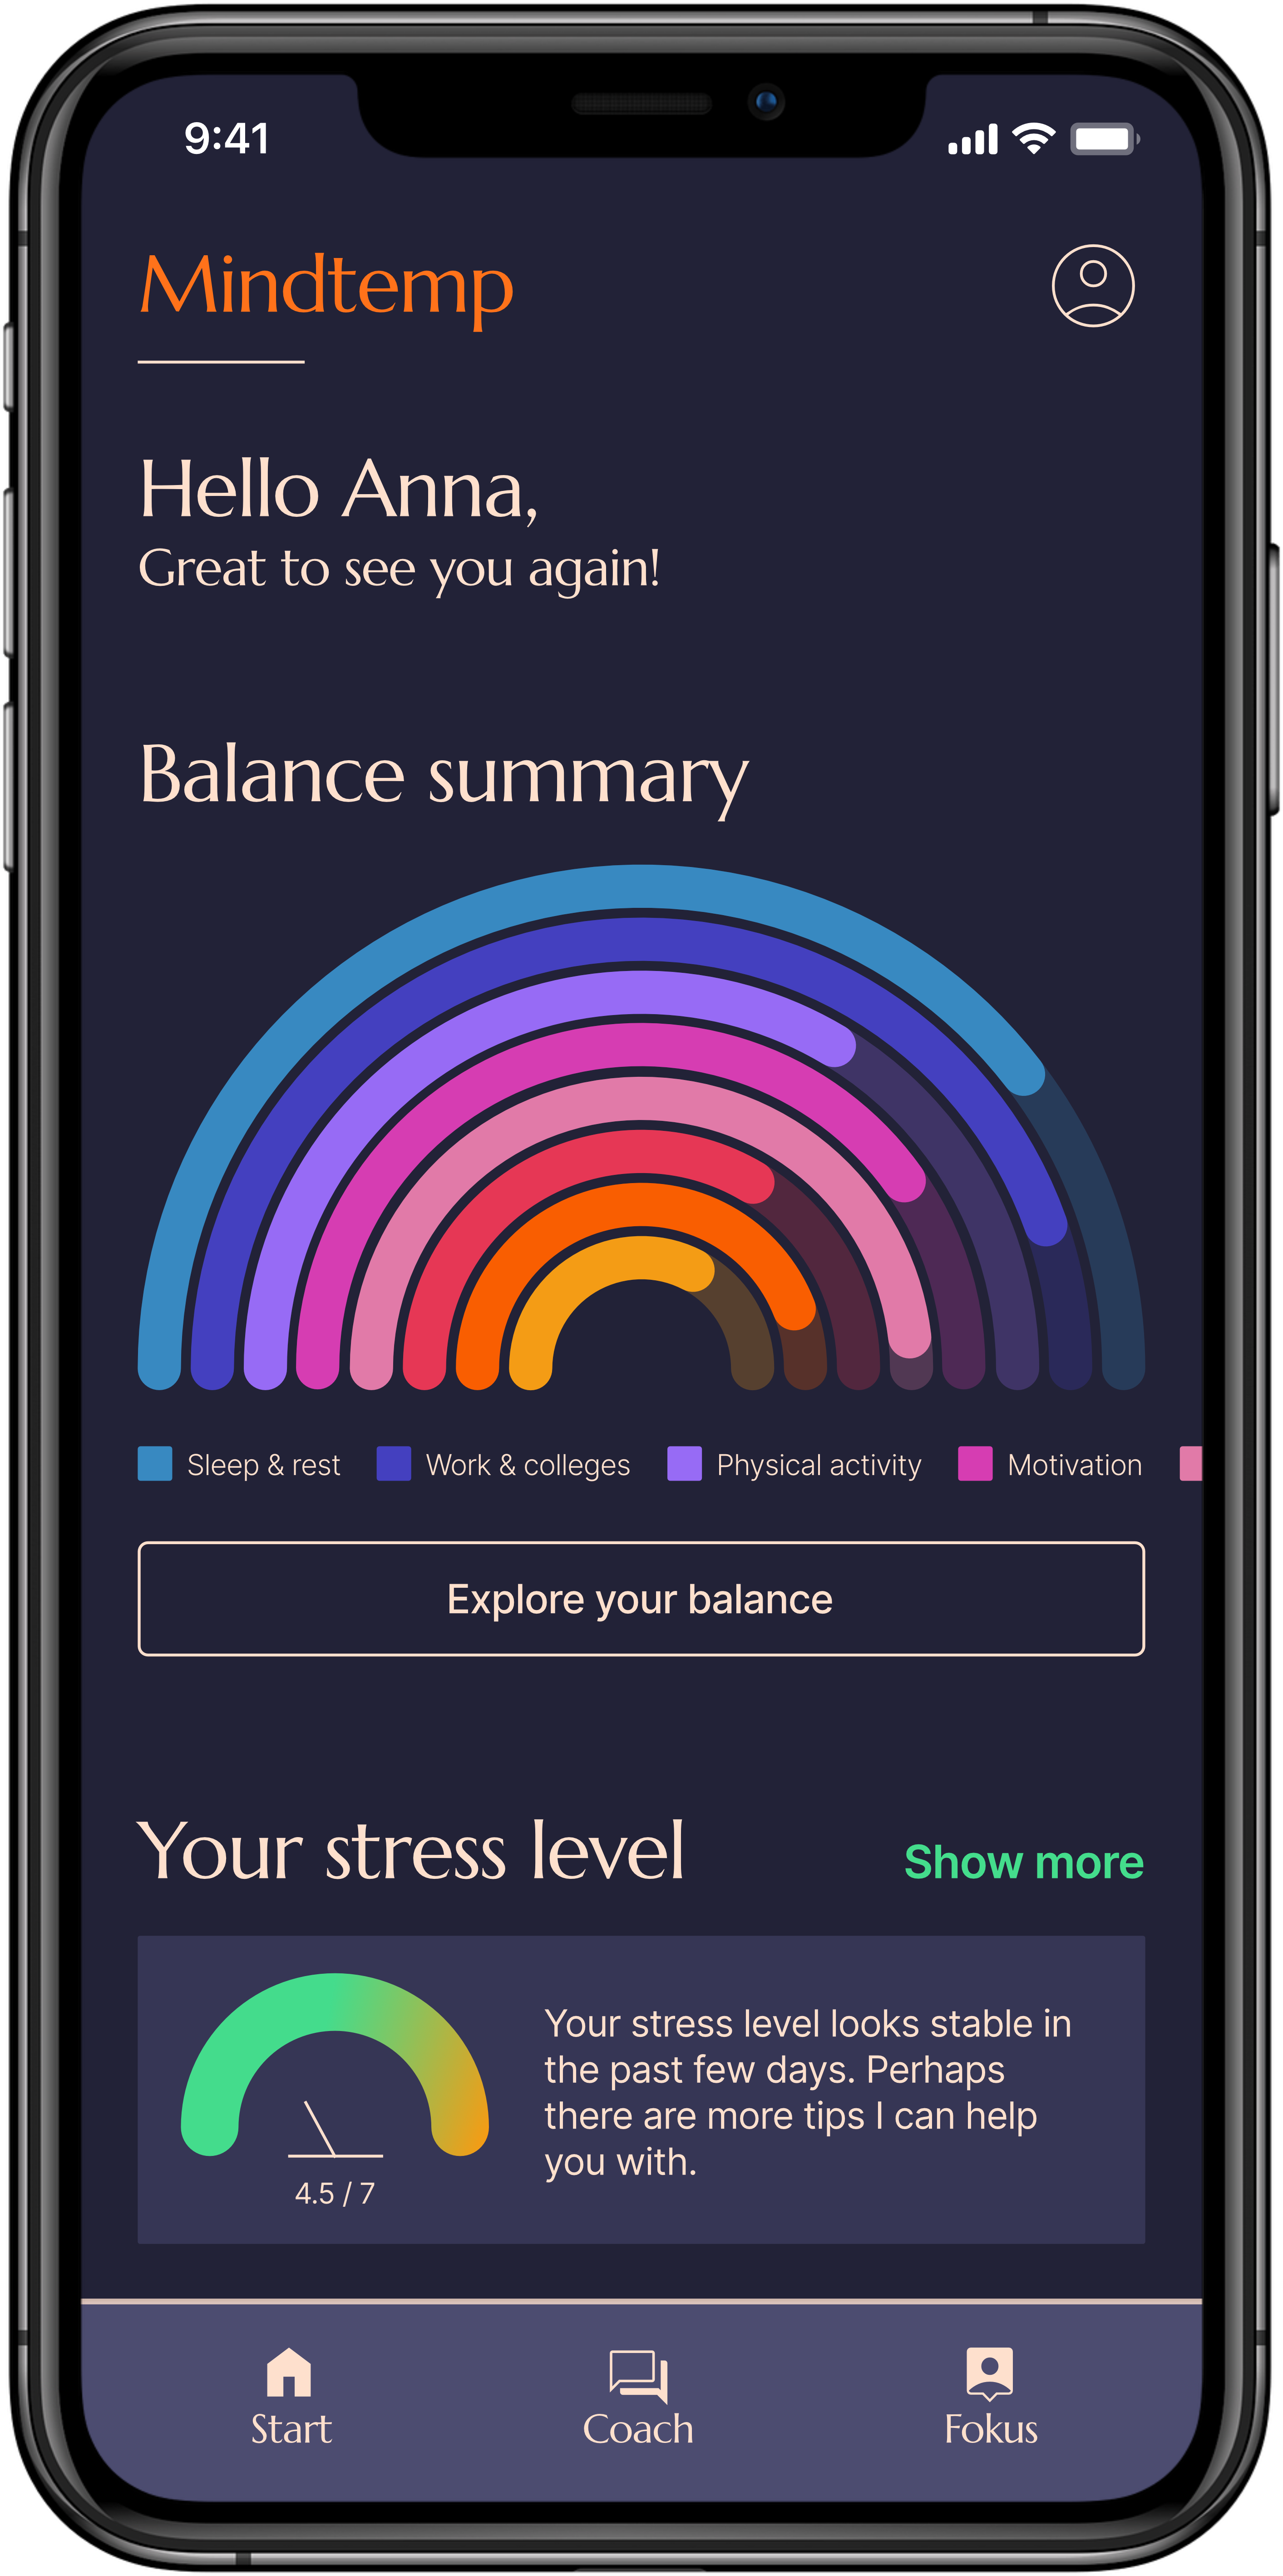 9:41
Mindtemp
Hello Anna,
Great to see you again!
Balance summary
Sleep & rest Work & colleges Physical activity Motivation
Explore your balance
Your stress level
Show more
Your stress level looks stable in
the past few days. Perhaps
there are more tips I can help
you with.
4.5 / 7
Start Coach Fokus